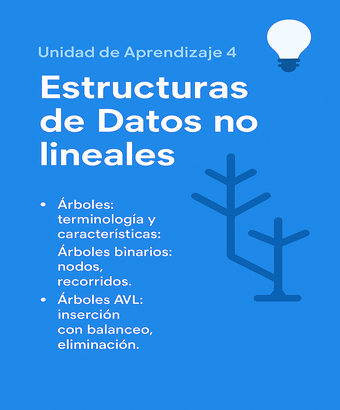 Unidad de Aprendizaje 4
Estructuras
de Datos no
lineales
• Árboles:
terminología y
características:
Árboles binarios:
nodos,
recorridos.
• Árboles AVL:
inserción
con balanceo,
eliminación.